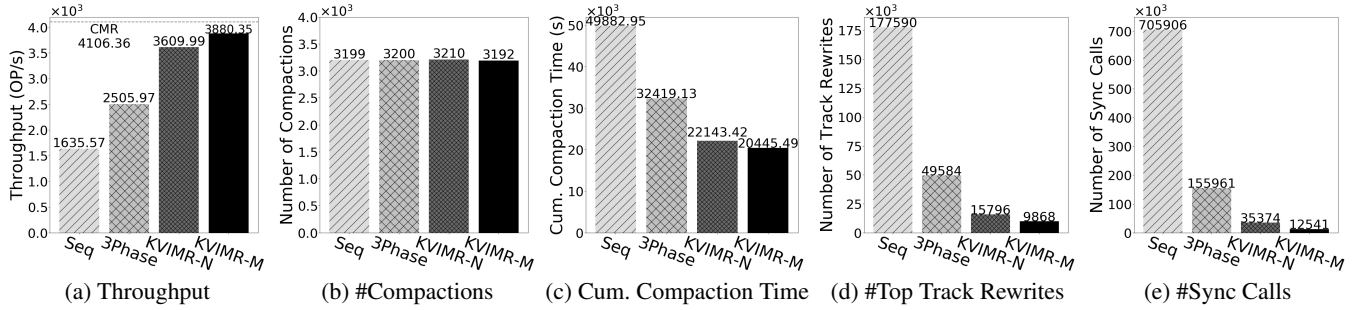 ×10³
Throughput (OP/s)
4.0
3.5
3.0
2.5
2.0
1.5
1.0
0.5
0.0
CMR
4106.36
1635.57
2505.97
3609.99
3880.35
Seq
3Phase
KVIMR-N
KVIMR-M
(a) Throughput
×10³
Number of Compactions
4.0
3.5
3.0
2.5
2.0
1.5
1.0
0.5
0.0
3199
3200
3210
3192
Seq
3Phase
KVIMR-N
KVIMR-M
(b) #Compactions
×10³
Cum. Compaction Time (s)
50
40
30
20
10
0
49882.95
32419.13
22143.42
20445.49
Seq
3Phase
KVIMR-N
KVIMR-M
(c) Cum. Compaction Time
×10³
Number of Track Rewrites
175
150
125
100
75
50
25
0
177590
49584
15796
9868
Seq
3Phase
KVIMR-N
KVIMR-M
(d) #Top Track Rewrites
×10³
Number of Sync Calls
700
600
500
400
300
200
100
0
705906
155961
35374
12541
Seq
3Phase
KVIMR-N
KVIMR-M
(e) #Sync Calls